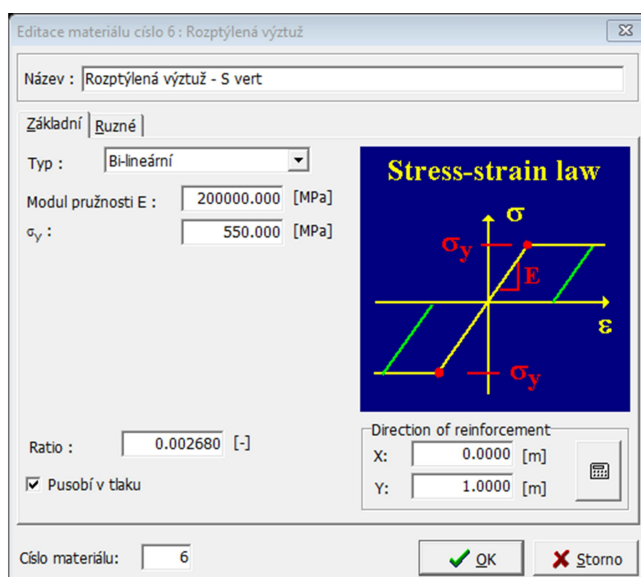 Editace materiálu císlo 6 : Rozptýlená výztuž
Název : Rozptýlená výztuž - S vert
Základní Ruzné
Typ : Bi-lineární
Modul pružnosti E : 200000.000 [MPa]
σy : 550.000 [MPa]
Stress-strain law
σ
σy
E
ε
σy
Ratio : 0.002680 [-]
Pusobí v tlaku
Direction of reinforcement
X: 0.0000 [m]
Y: 1.0000 [m]
Císlo materiálu: 6 OK Storno